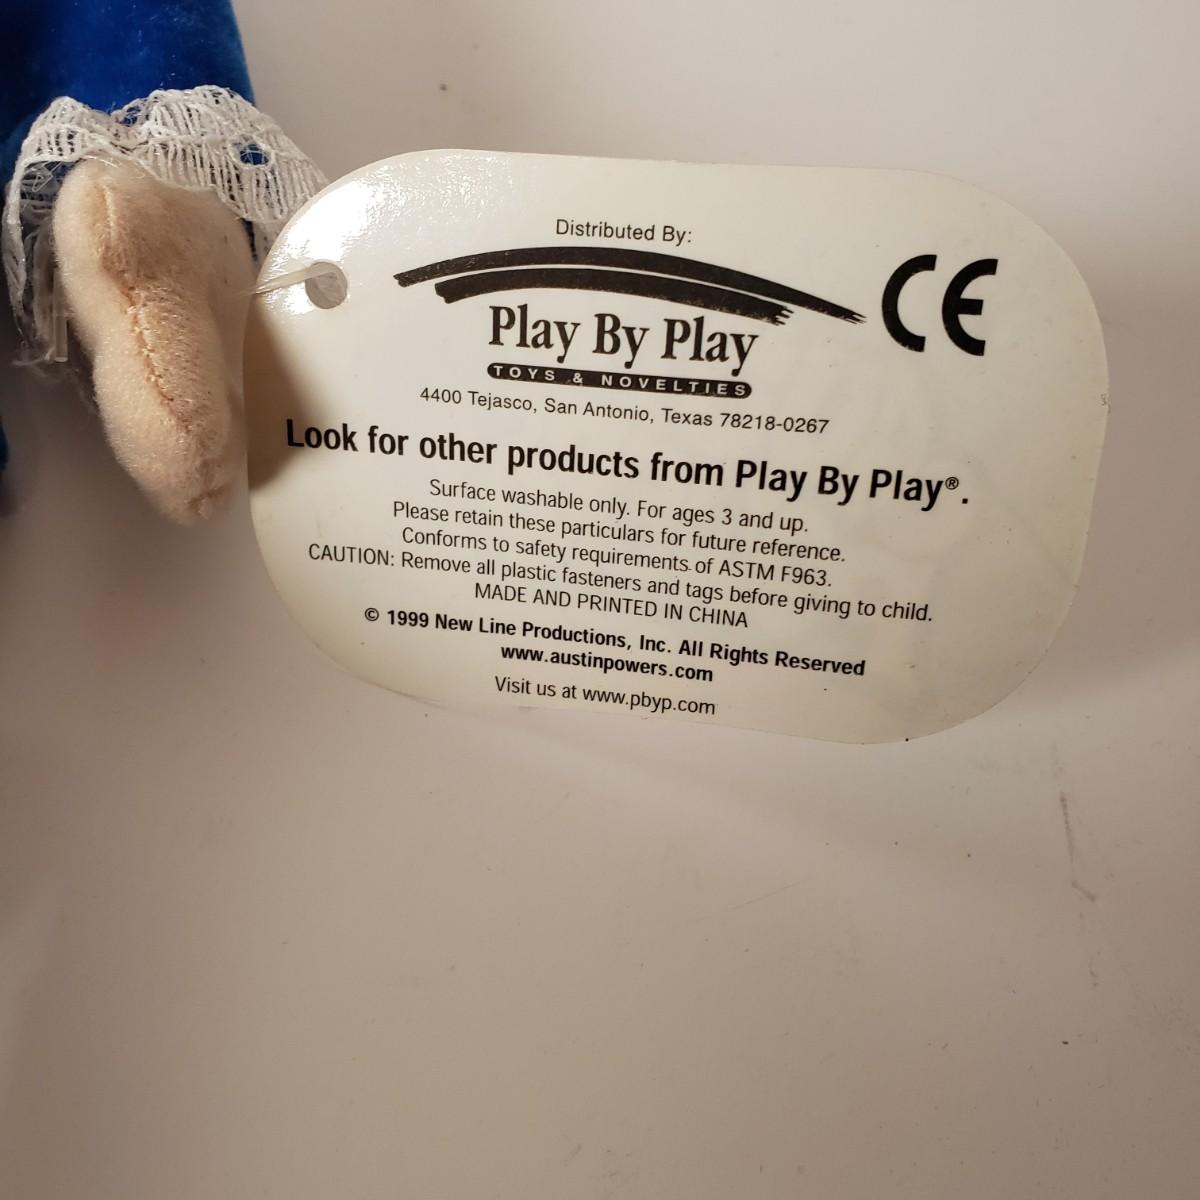 Distributed By:
CE
Play By Play
TOYS & NOVELTIES
4400 Tejasco, San Antonio, Texas 78218-0267
Look for other products from Play By Play®.
Surface washable only. For ages 3 and up.
Please retain these particulars for future reference.
Conforms to safety requirements of ASTM F963.
CAUTION: Remove all plastic fasteners and tags before giving to child.
MADE AND PRINTED IN CHINA
© 1999 New Line Productions, Inc. All Rights Reserved
www.austinpowers.com
Visit us at www.pbyp.com